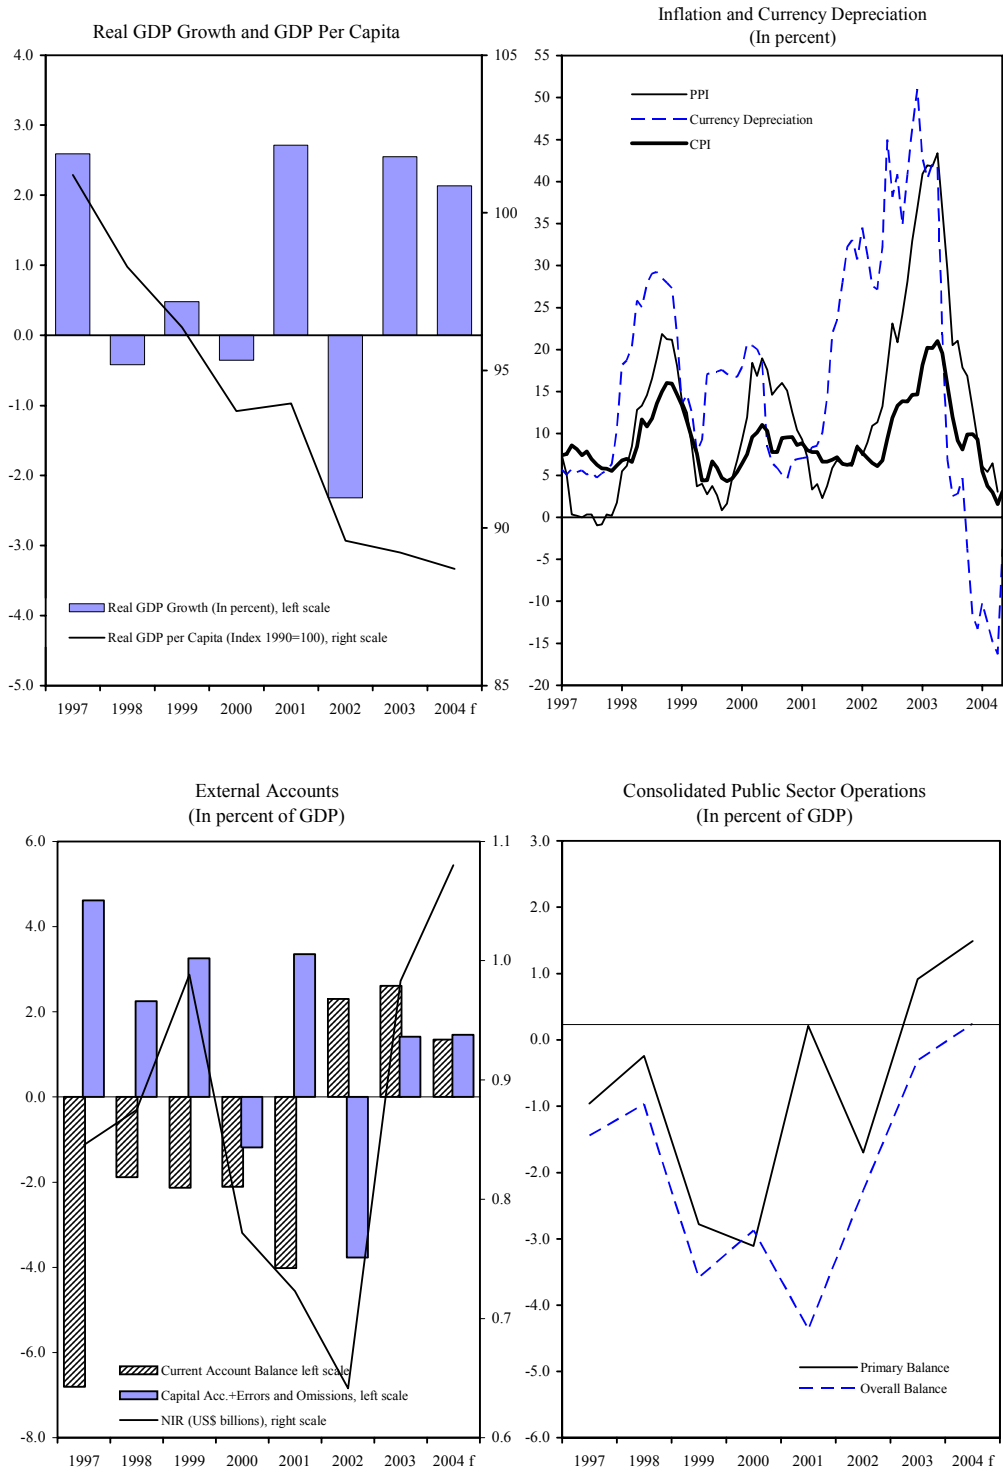 Real GDP Growth and GDP Per Capita
4.0
3.0
2.0
1.0
0.0
-1.0
-2.0
-3.0
-4.0
-5.0
105
100
95
90
85
Real GDP Growth (In percent), left scale
Real GDP per Capita (Index 1990=100), right scale
1997 1998 1999 2000 2001 2002 2003 2004 f
Inflation and Currency Depreciation
(In percent)
55
50
45
40
35
30
25
20
15
10
5
0
-5
-10
-15
-20
PPI
Currency Depreciation
CPI
1997 1998 1999 2000 2001 2002 2003 2004
External Accounts
(In percent of GDP)
6.0
4.0
2.0
0.0
-2.0
-4.0
-6.0
-8.0
1.1
1.0
0.9
0.8
0.7
0.6
Current Account Balance left scale
Capital Acc.+Errors and Omissions, left scale
NIR (US$ billions), right scale
1997 1998 1999 2000 2001 2002 2003 2004 f
Consolidated Public Sector Operations
(In percent of GDP)
3.0
2.0
1.0
0.0
-1.0
-2.0
-3.0
-4.0
-5.0
-6.0
Primary Balance
Overall Balance
1997 1998 1999 2000 2001 2002 2003 2004 f